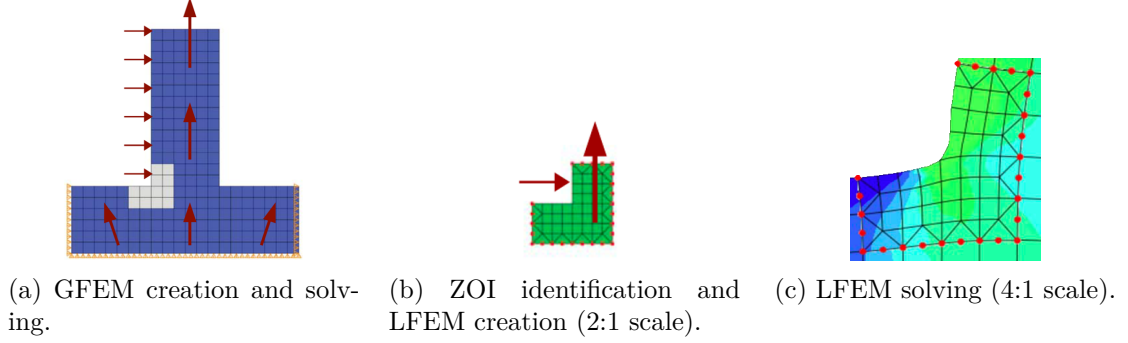 (a) GFEM creation and solv-
ing.
(b) ZOI identification and
LFEM creation (2:1 scale).
(c) LFEM solving (4:1 scale).